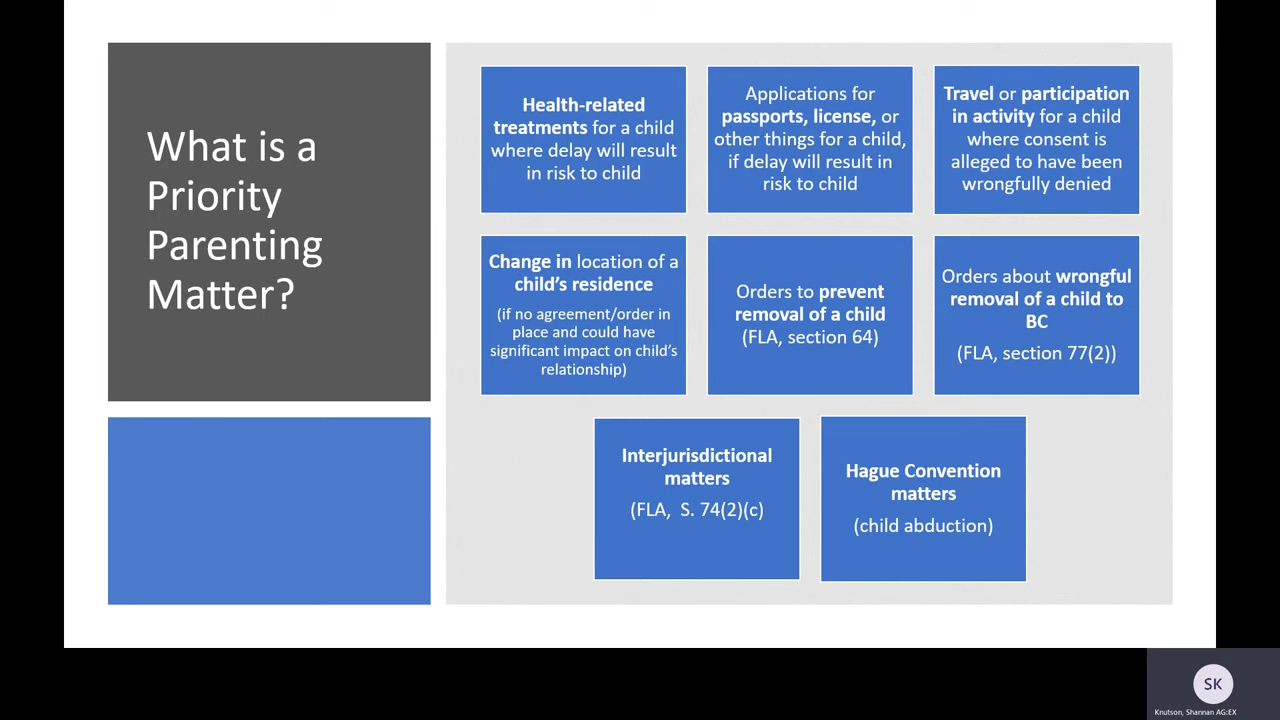 What is a
Priority
Parenting
Matter?
Health-related
treatments for a child
where delay will result
in risk to child
Applications for
passports, license, or
other things for a child,
if delay will result in
risk to child
Travel or participation
in activity for a child
where consent is
alleged to have been
wrongfully denied
Change in location of a
child's residence
(if no agreement/order in
place and could have
significant impact on child's
relationship)
Orders to prevent
removal of a child
(FLA, section 64)
Orders about wrongful
removal of a child to
BC
(FLA, section 77(2))
Interjurisdictional
matters
(FLA, S. 74(2)(c)
Hague Convention
matters
(child abduction)
SK
Knutson, Shannan AG:EX